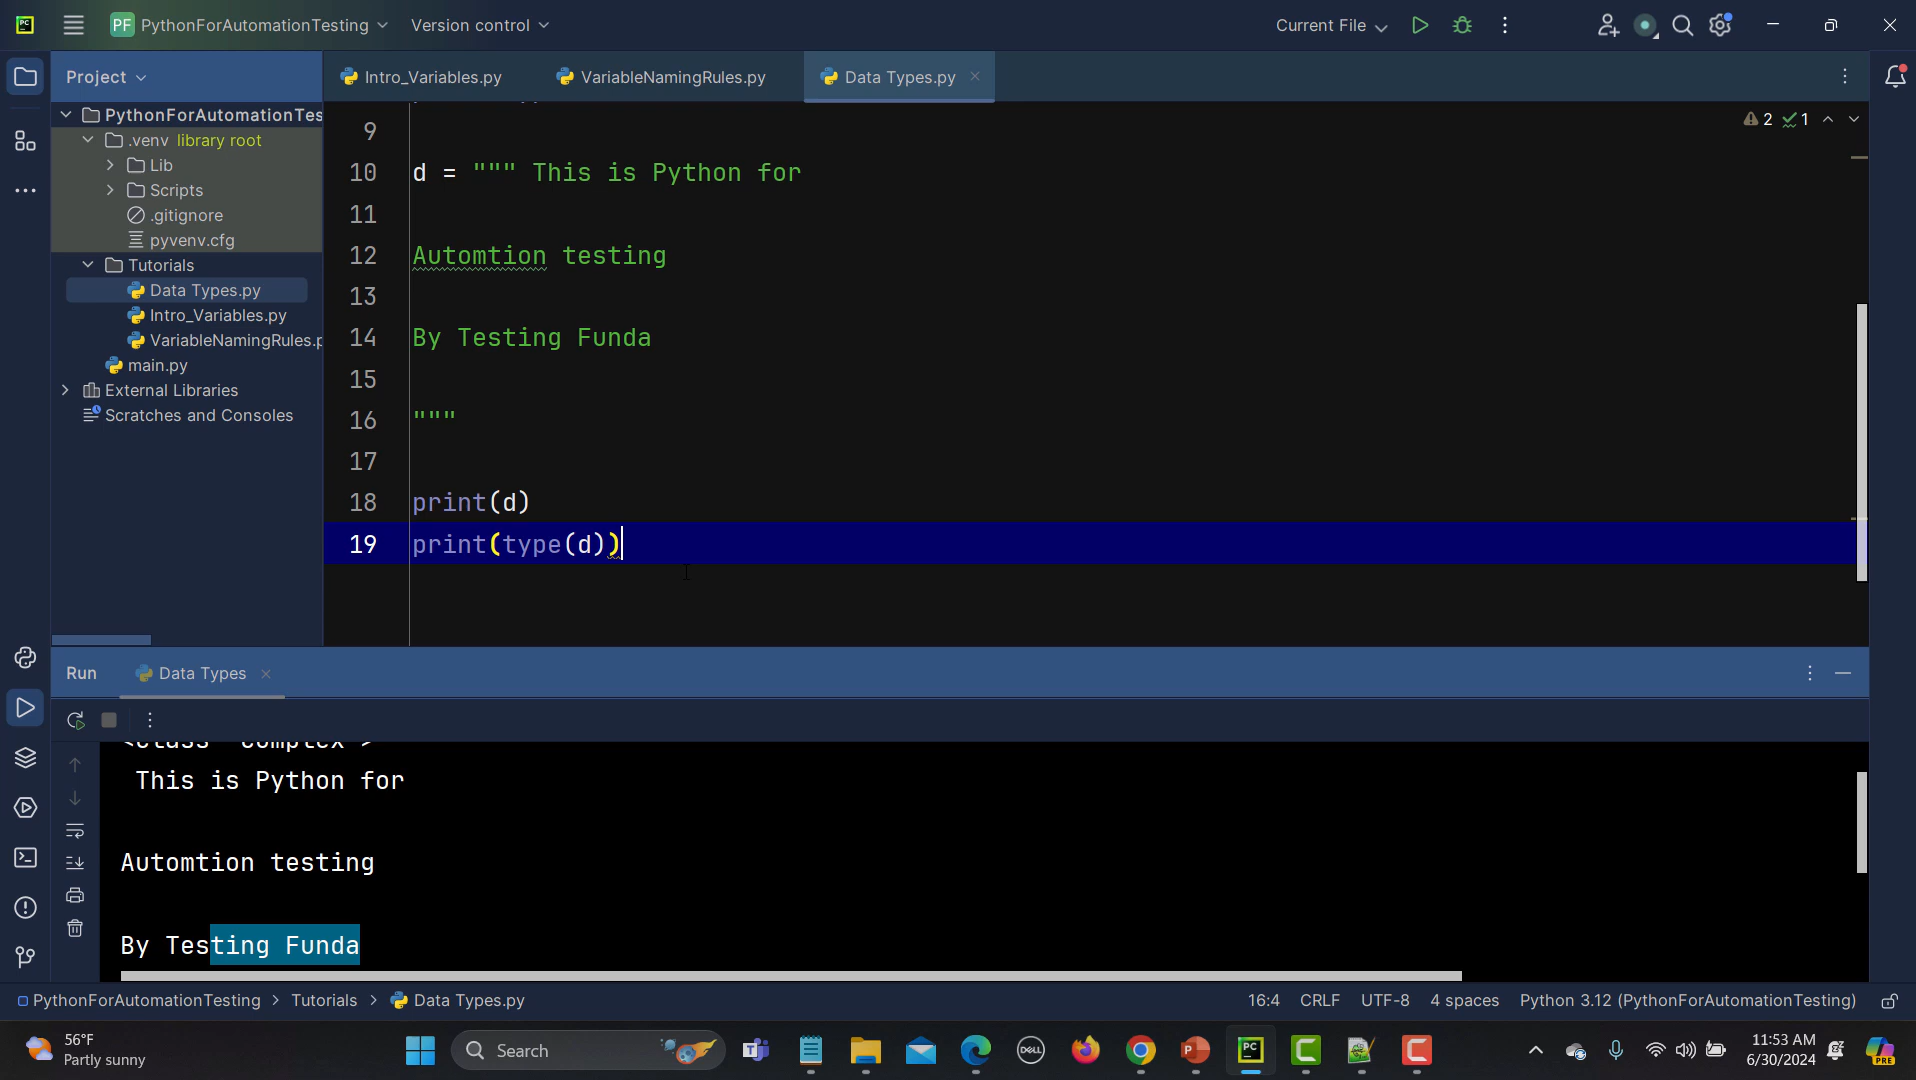 PF PythonForAutomationTesting Version control Current File
Project Intro_Variables.py VariableNamingRules.py Data Types.py
PythonForAutomationTes
.venv library root
Lib
Scripts
.gitignore
pyvenv.cfg
Tutorials
Data Types.py
Intro_Variables.py
VariableNamingRules.p
main.py
External Libraries
Scratches and Consoles
2 1
9
10 d = """ This is Python for
11
12 Automtion testing
13
14 By Testing Funda
15
16 """
17
18 print(d)
19 print(type(d))
Run Data Types
<class 'complex'>
This is Python for
Automtion testing
By Testing Funda
PythonForAutomationTesting > Tutorials > Data Types.py 16:4 CRLF UTF-8 4 spaces Python 3.12 (PythonForAutomationTesting)
56°F
Partly sunny
Search
DELL
11:53 AM
6/30/2024
PRE